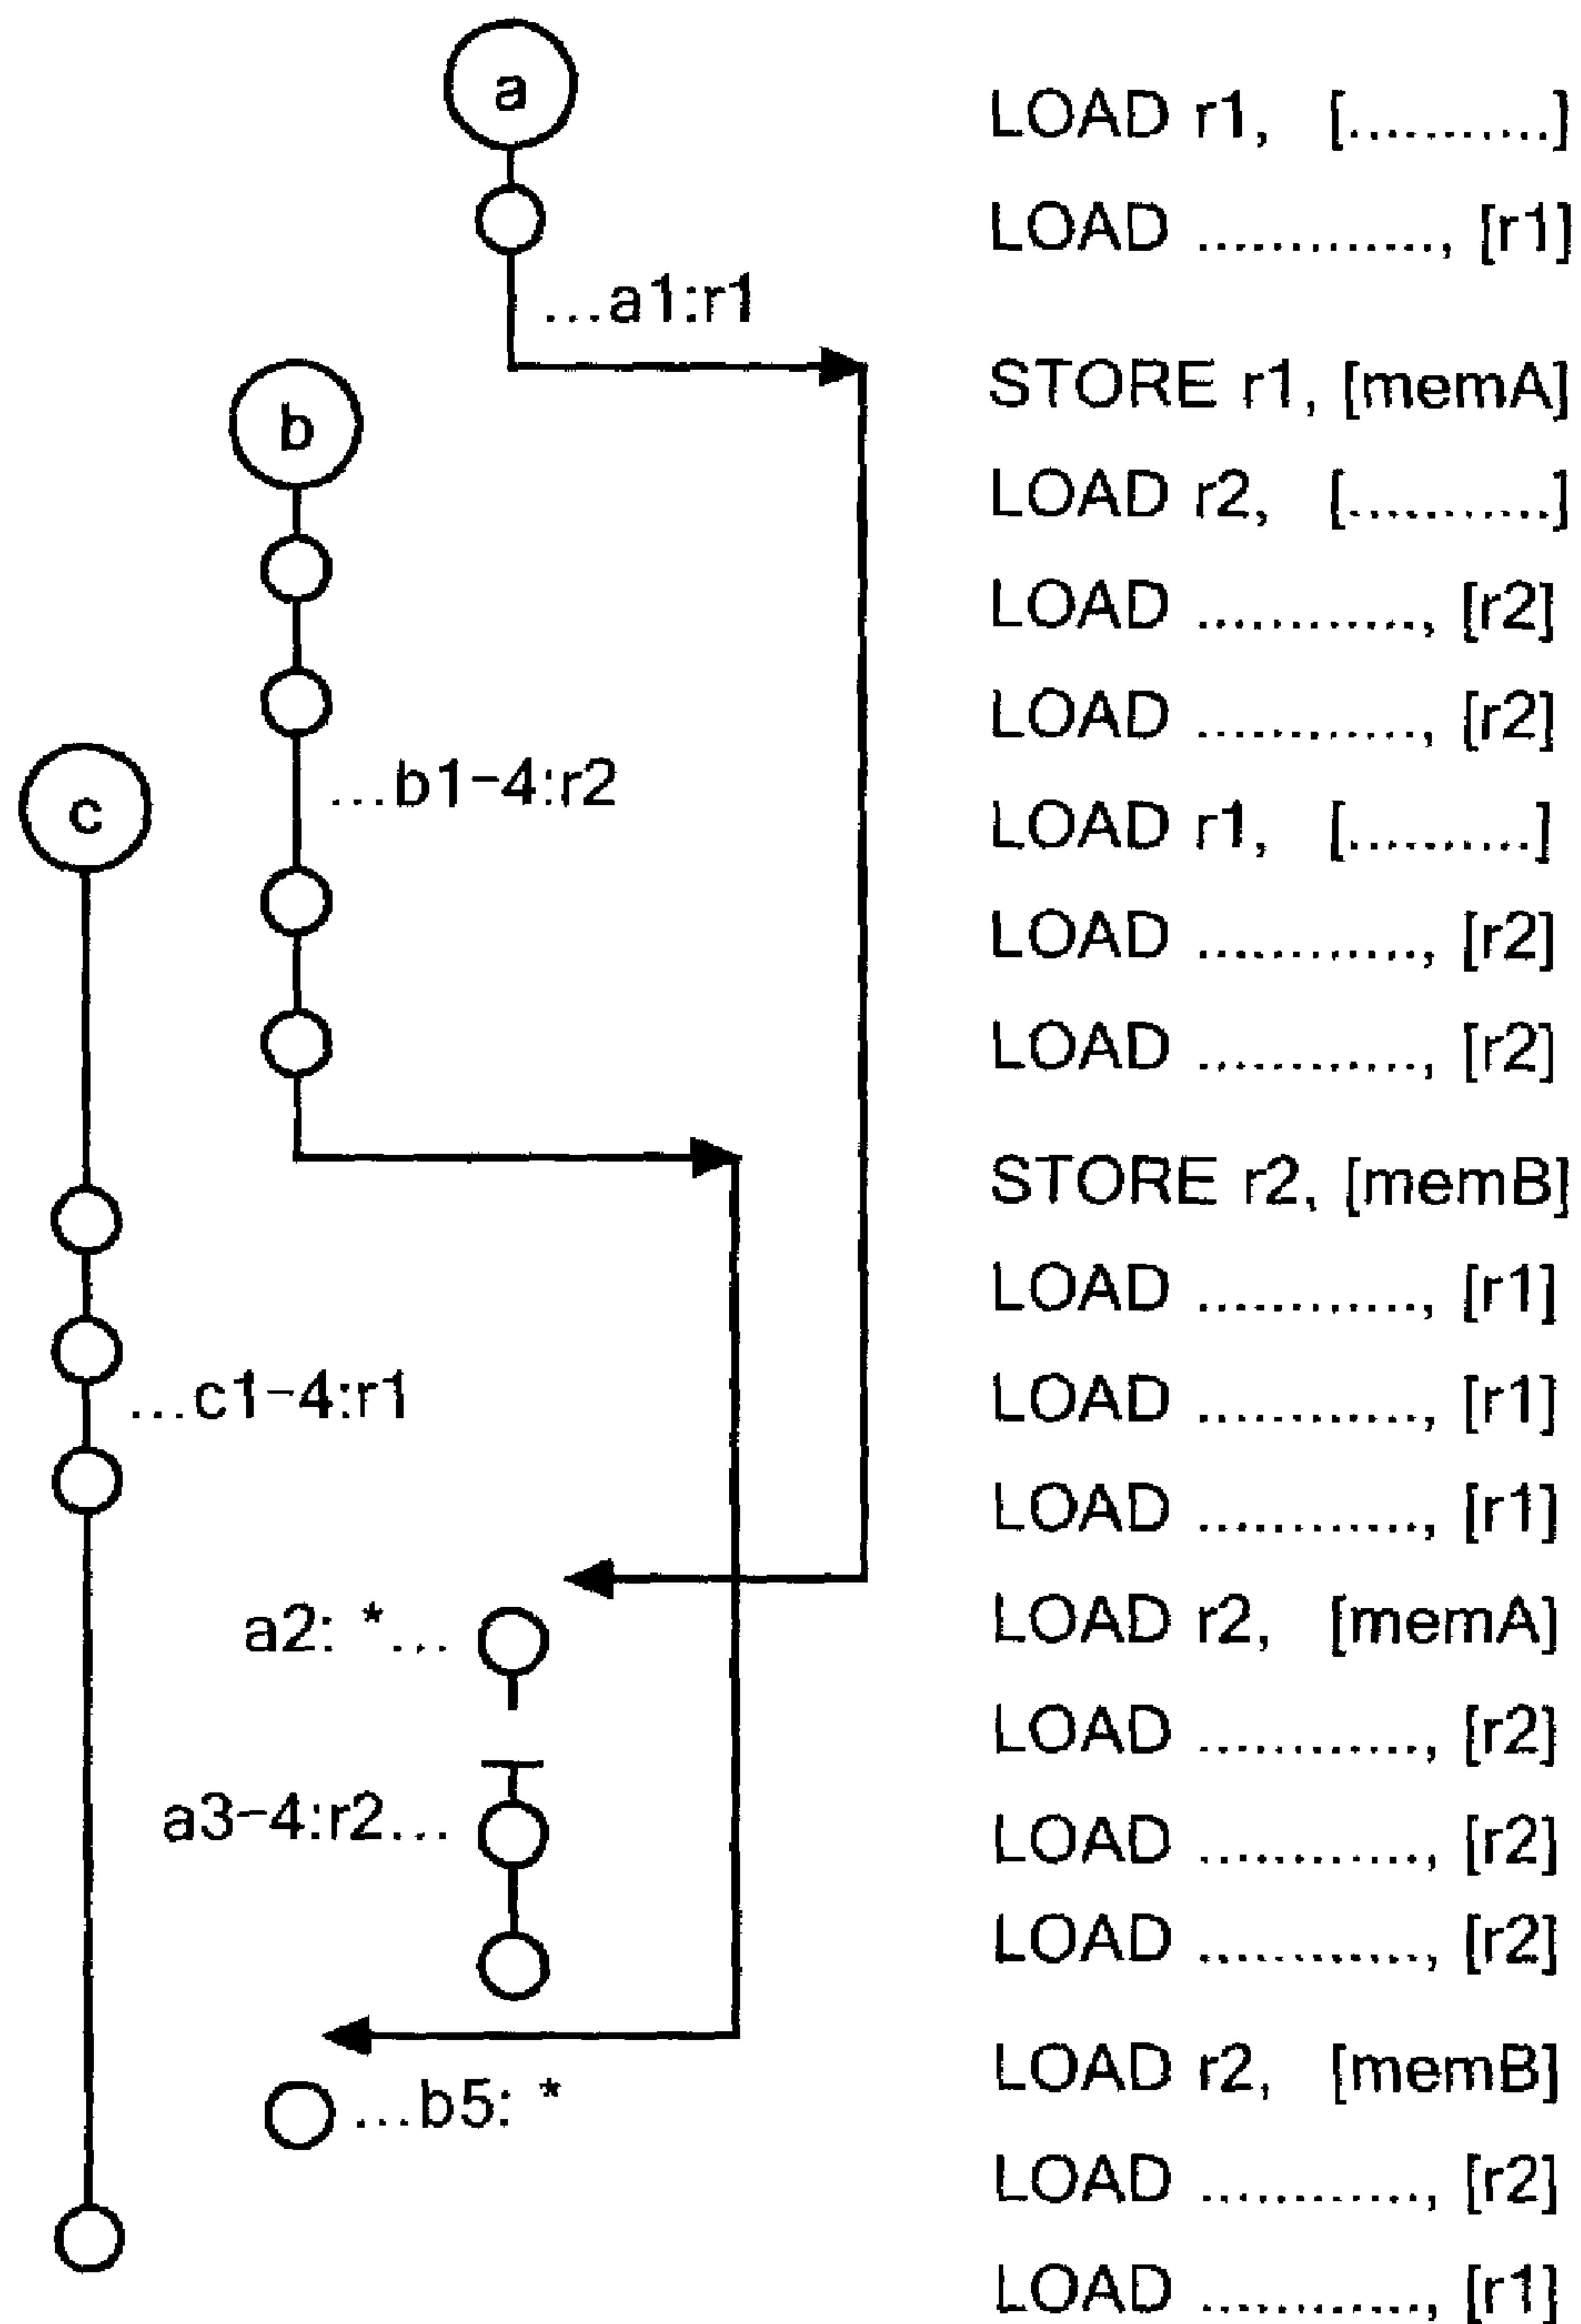 a
LOAD r1, [...........]
LOAD ............., [r1]
...a1:r1
STORE r1, [memA]
b
LOAD r2, [...........]
LOAD ............, [r2]
LOAD ............, [r2]
...b1-4:r2
c
LOAD r1, [..........]
LOAD ............, [r2]
LOAD ............, [r2]
STORE r2, [memB]
LOAD ............, [r1]
...c1-4:r1
LOAD ............, [r1]
LOAD ............, [r1]
a2: *...
LOAD r2, [memA]
LOAD ............, [r2]
a3-4:r2...
LOAD ............, [r2]
LOAD ............, [r2]
LOAD r2, [memB]
...b5: *
LOAD ............, [r2]
LOAD ............, [r1]